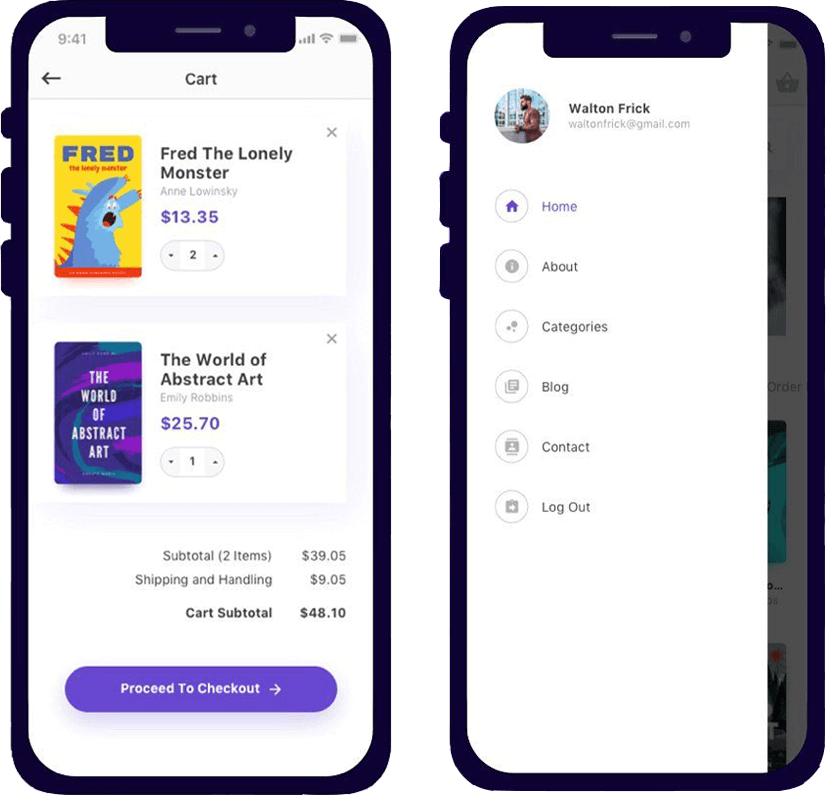 9:41
Cart
FRED
the lonely monster
Fred The Lonely
Monster
Anne Lowinsky
$13.35
2
THE
WORLD
OF
ABSTRACT
ART
The World of
Abstract Art
Emily Robbins
$25.70
1
Subtotal (2 Items) $39.05
Shipping and Handling $9.05
Cart Subtotal $48.10
Proceed To Checkout
Walton Frick
waltonfrick@gmail.com
Home
About
Categories
Blog
Contact
Log Out
Order